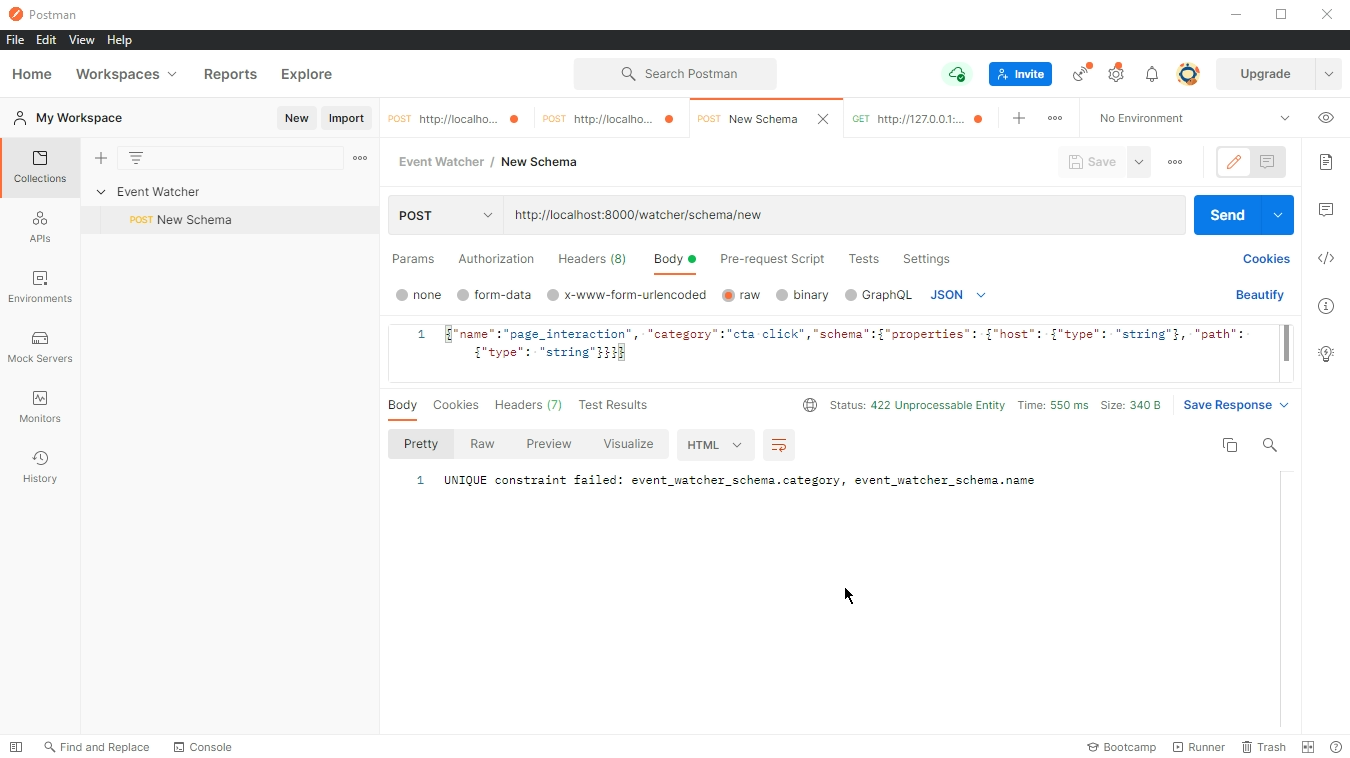 Postman
File Edit View Help
Home Workspaces Reports Explore Search Postman Invite Upgrade
My Workspace New Import
POST http://localho... POST http://localho... POST New Schema GET http://127.0.0.1:... No Environment
Collections
APIs
Environments
Mock Servers
Monitors
History
Event Watcher
POST New Schema
Event Watcher / New Schema Save
POST http://localhost:8000/watcher/schema/new Send
Params Authorization Headers (8) Body Pre-request Script Tests Settings Cookies
none form-data x-www-form-urlencoded raw binary GraphQL JSON Beautify
1 {"name":"page_interaction", "category":"cta click","schema":{"properties": {"host": {"type": "string"}, "path":
{"type": "string"}}}}
Body Cookies Headers (7) Test Results Status: 422 Unprocessable Entity Time: 550 ms Size: 340 B Save Response
Pretty Raw Preview Visualize HTML
1 UNIQUE constraint failed: event_watcher_schema.category, event_watcher_schema.name
Find and Replace Console Bootcamp Runner Trash